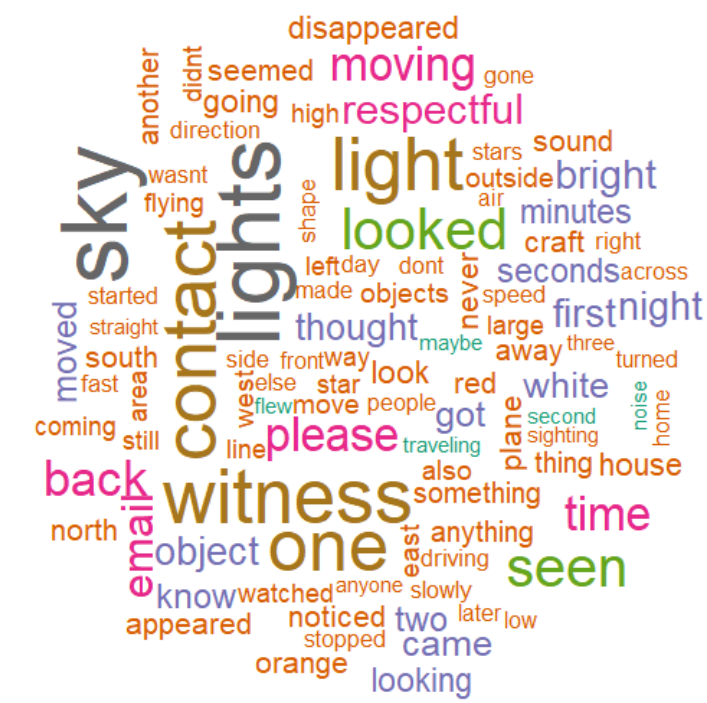 disappeared
another
didnt
seemed
moving
gone
going
high
respectful
direction
sky
wasnt
flying
lights
shape
light
stars
sound
outside
bright
air
minutes
looked
craft
right
contact
left
day
dont
never
seconds
across
moved
started
made
objects
speed
first
night
straight
thought
maybe
large
away
three
south
side
front
way
look
turned
fast
area
west
else
star
red
white
noise
home
flew
move
people
got
plane
second
coming
still
line
please
traveling
sighting
back
also
thing
house
witness
something
email
time
north
object
one
east
anything
driving
seen
know
watched
anyone
slowly
appeared
noticed
two
later
low
stopped
came
orange
looking